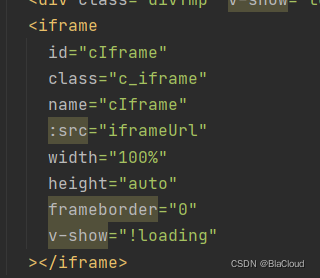 <div class="divTmp" v-show="l
<iframe
id="cIframe"
class="c_iframe"
name="cIframe"
:src="iframeUrl"
width="100%"
height="auto"
frameborder="0"
v-show="!loading"
></iframe>
CSDN @BlaCloud